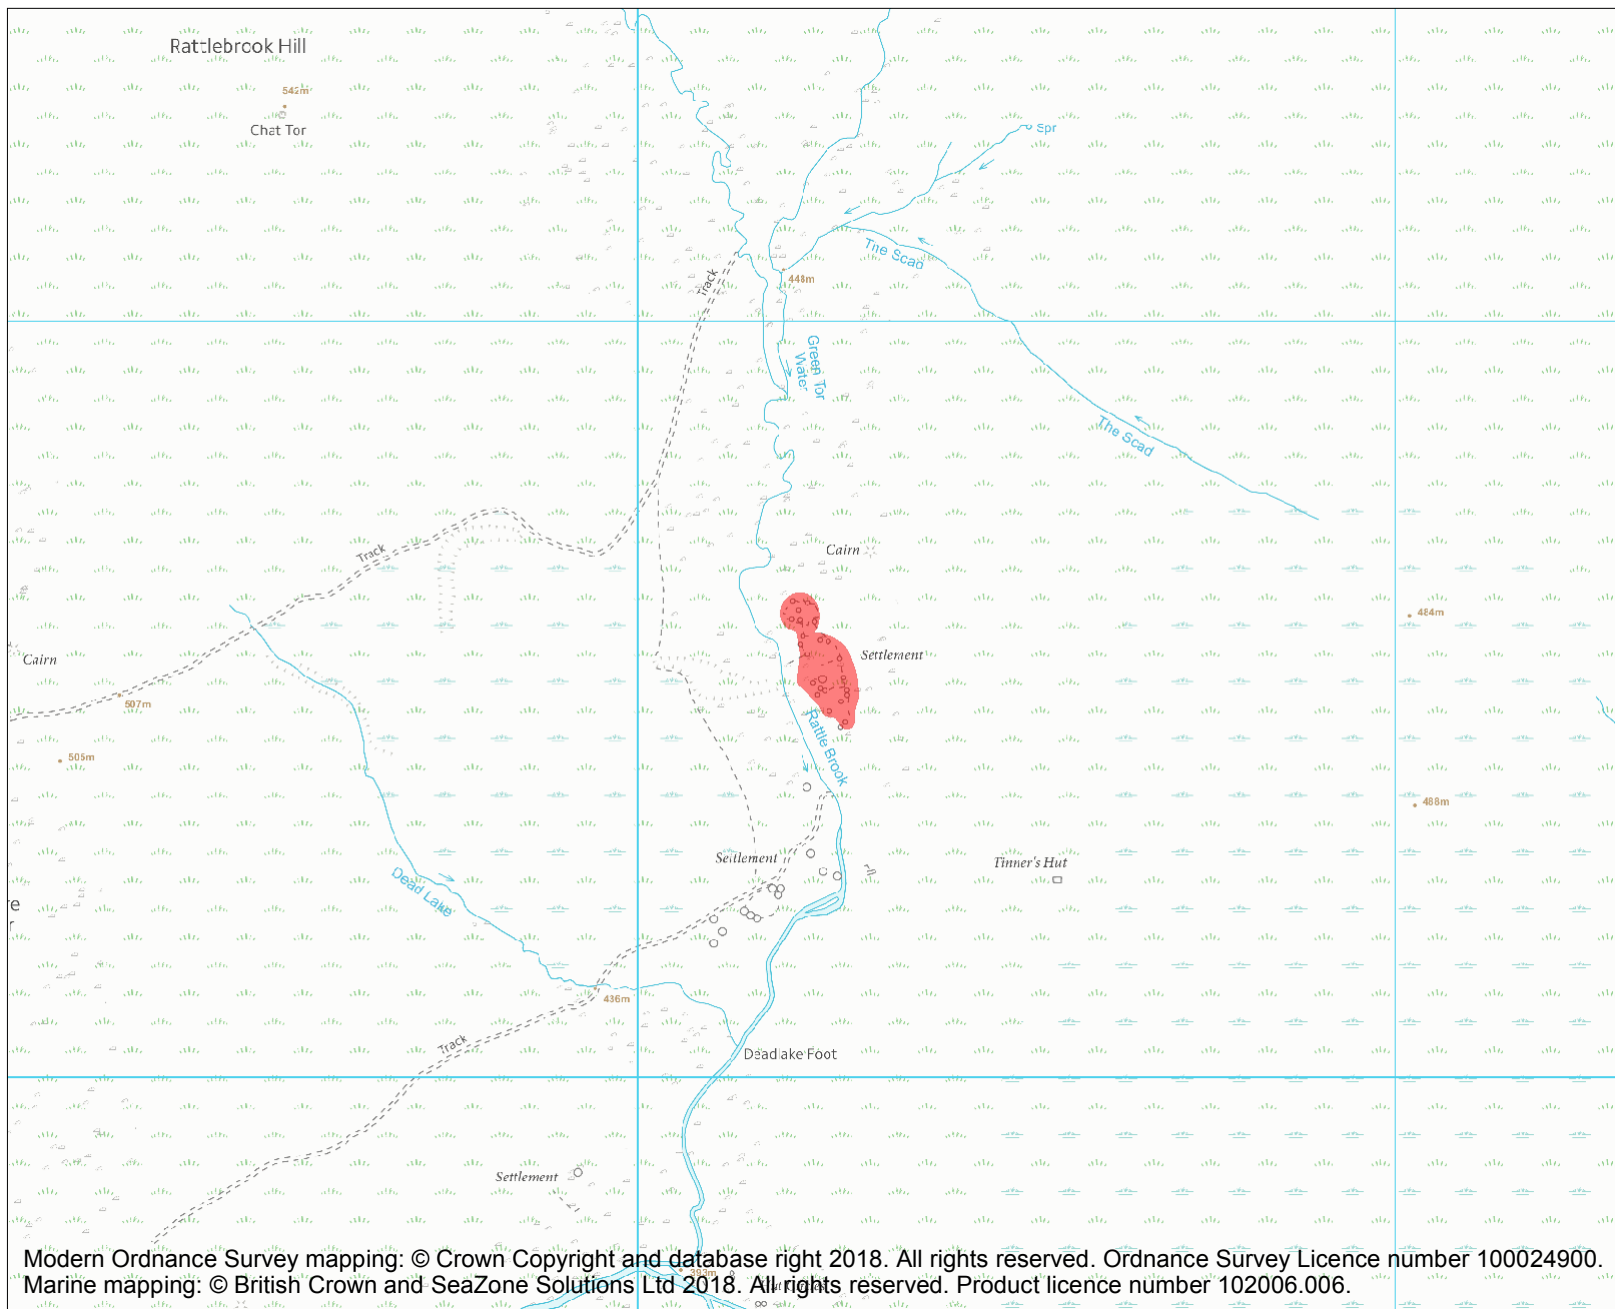 Rattlebrook Hill
542m
Chat Tor
Spr
The Scad
Track
448m
Green Tor
Water
The Scad
Track
Cairn
484m
Cairn
Settlement
507m
Rattle Brook
505m
488m
Settlement
Tinner's Hut
Dead Lake
re
r
436m
Track
Deadlake Foot
Settlement
Modern Ordnance Survey mapping: © Crown Copyright and database right 2018. All rights reserved. Ordnance Survey Licence number 100024900.
393m
Marine mapping: © British Crown and SeaZone Solutions Ltd 2018. All rights reserved. Product licence number 102006.006.